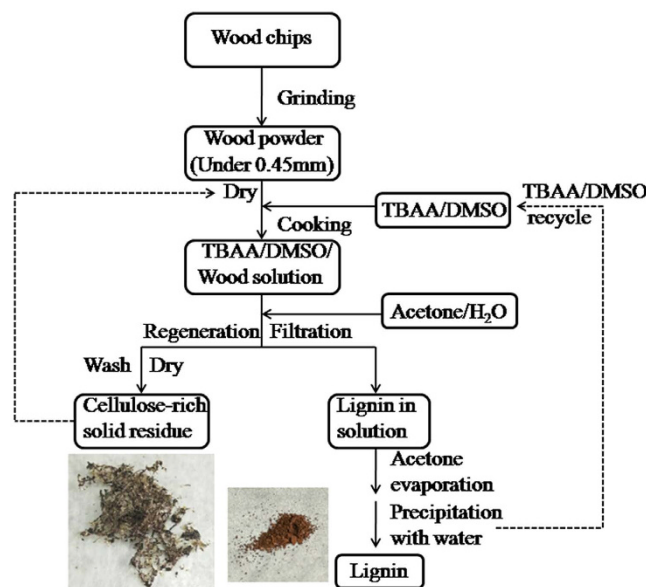 Wood chips
Grinding
Wood powder
(Under 0.45mm)
Dry
TBAA/DMSO
TBAA/DMSO
recycle
Cooking
TBAA/DMSO/
Wood solution
Acetone/H₂O
Regeneration Filtration
Wash Dry
Cellulose-rich
solid residue
Lignin in
solution
Acetone
evaporation
Precipitation
with water
Lignin